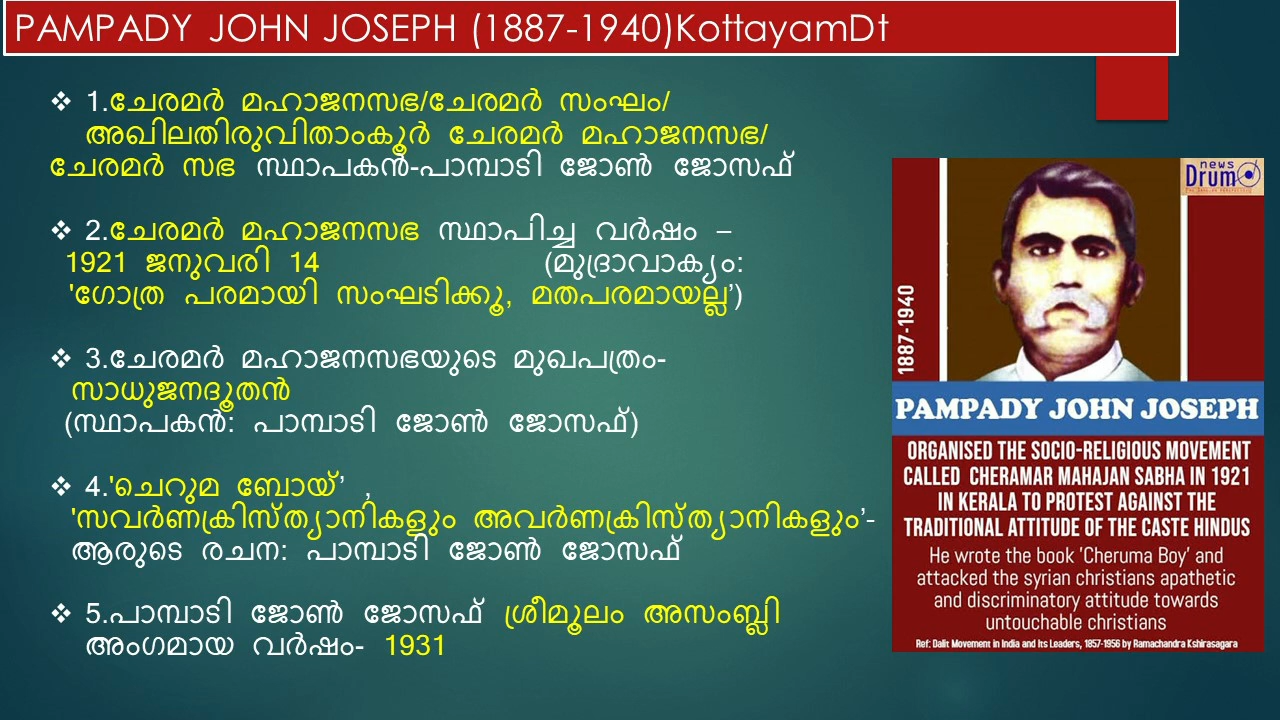 PAMPADY JOHN JOSEPH (1887-1940)KottayamDt
❖ 1.ചേരമർ മഹാജനസഭ/ചേരമർ സംഘം/
അഖിലതിരുവിതാംകൂർ ചേരമർ മഹാജനസഭ/
ചേരമർ സഭ സ്ഥാപകൻ-പാമ്പാടി ജോൺ ജോസഫ്
❖ 2.ചേരമർ മഹാജനസഭ സ്ഥാപിച്ച വർഷം –
1921 ജനുവരി 14 (മുദ്രാവാക്യം:
'ഗോത്ര പരമായി സംഘടിക്കൂ, മതപരമായല്ല’)
❖ 3.ചേരമർ മഹാജനസഭയുടെ മുഖപത്രം-
സാധുജനദൂതൻ
(സ്ഥാപകൻ: പാമ്പാടി ജോൺ ജോസഫ്)
❖ 4.'ചെറുമ ബോയ്’ ,
'സവർണക്രിസ്ത്യാനികളും അവർണക്രിസ്ത്യാനികളും’-
ആരുടെ രചന: പാമ്പാടി ജോൺ ജോസഫ്
❖ 5.പാമ്പാടി ജോൺ ജോസഫ് ശ്രീമൂലം അസംബ്ലി
അംഗമായ വർഷം- 1931
news
Drum
1887-1940
PAMPADY JOHN JOSEPH
ORGANISED THE SOCIO-RELIGIOUS MOVEMENT
CALLED CHERAMAR MAHAJAN SABHA IN 1921
IN KERALA TO PROTEST AGAINST THE
TRADITIONAL ATTITUDE OF THE CASTE HINDUS
He wrote the book 'Cheruma Boy' and
attacked the syrian christians apathetic
and discriminatory attitude towards
untouchable christians
Ref: Dalit Movement in India and Its Leaders, 1857-1956 by Ramachandra Kshirasagara